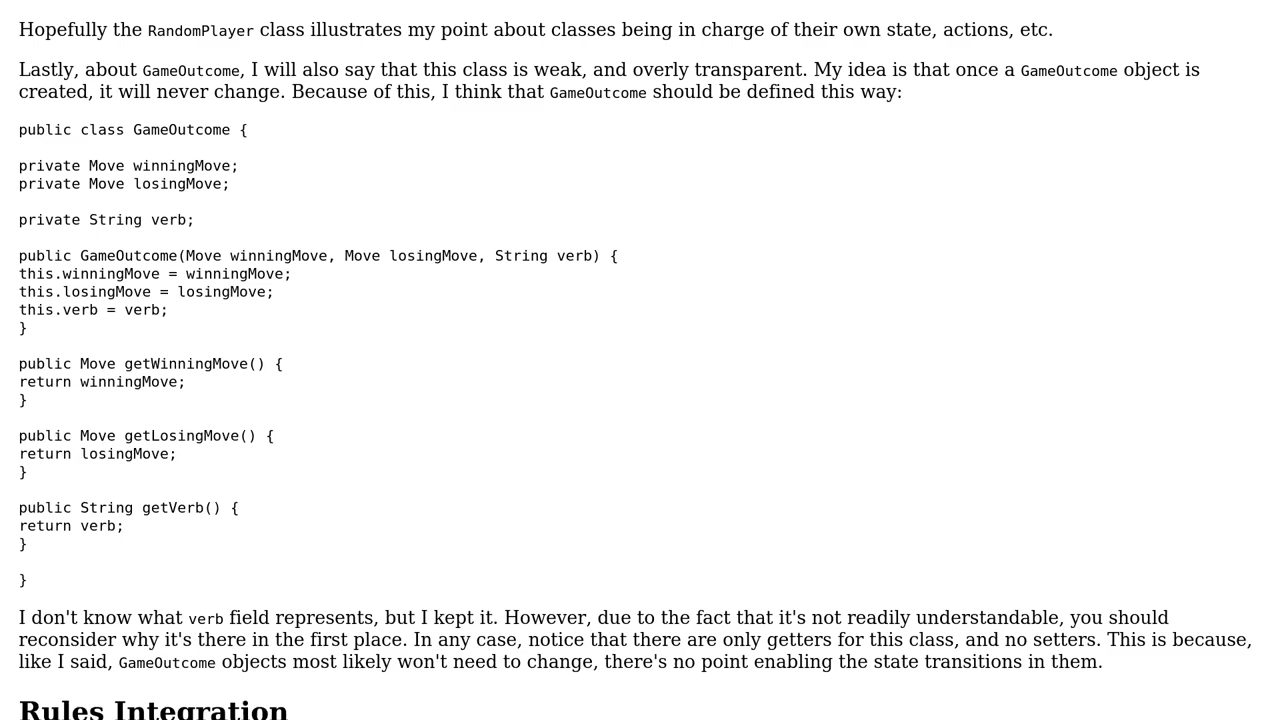 Hopefully the RandomPlayer class illustrates my point about classes being in charge of their own state, actions, etc.
Lastly, about GameOutcome, I will also say that this class is weak, and overly transparent. My idea is that once a GameOutcome object is
created, it will never change. Because of this, I think that GameOutcome should be defined this way:
public class GameOutcome {
private Move winningMove;
private Move losingMove;
private String verb;
public GameOutcome(Move winningMove, Move losingMove, String verb) {
this.winningMove = winningMove;
this.losingMove = losingMove;
this.verb = verb;
}
public Move getWinningMove() {
return winningMove;
}
public Move getLosingMove() {
return losingMove;
}
public String getVerb() {
return verb;
}
}
I don't know what verb field represents, but I kept it. However, due to the fact that it's not readily understandable, you should
reconsider why it's there in the first place. In any case, notice that there are only getters for this class, and no setters. This is because,
like I said, GameOutcome objects most likely won't need to change, there's no point enabling the state transitions in them.
Rules Integration